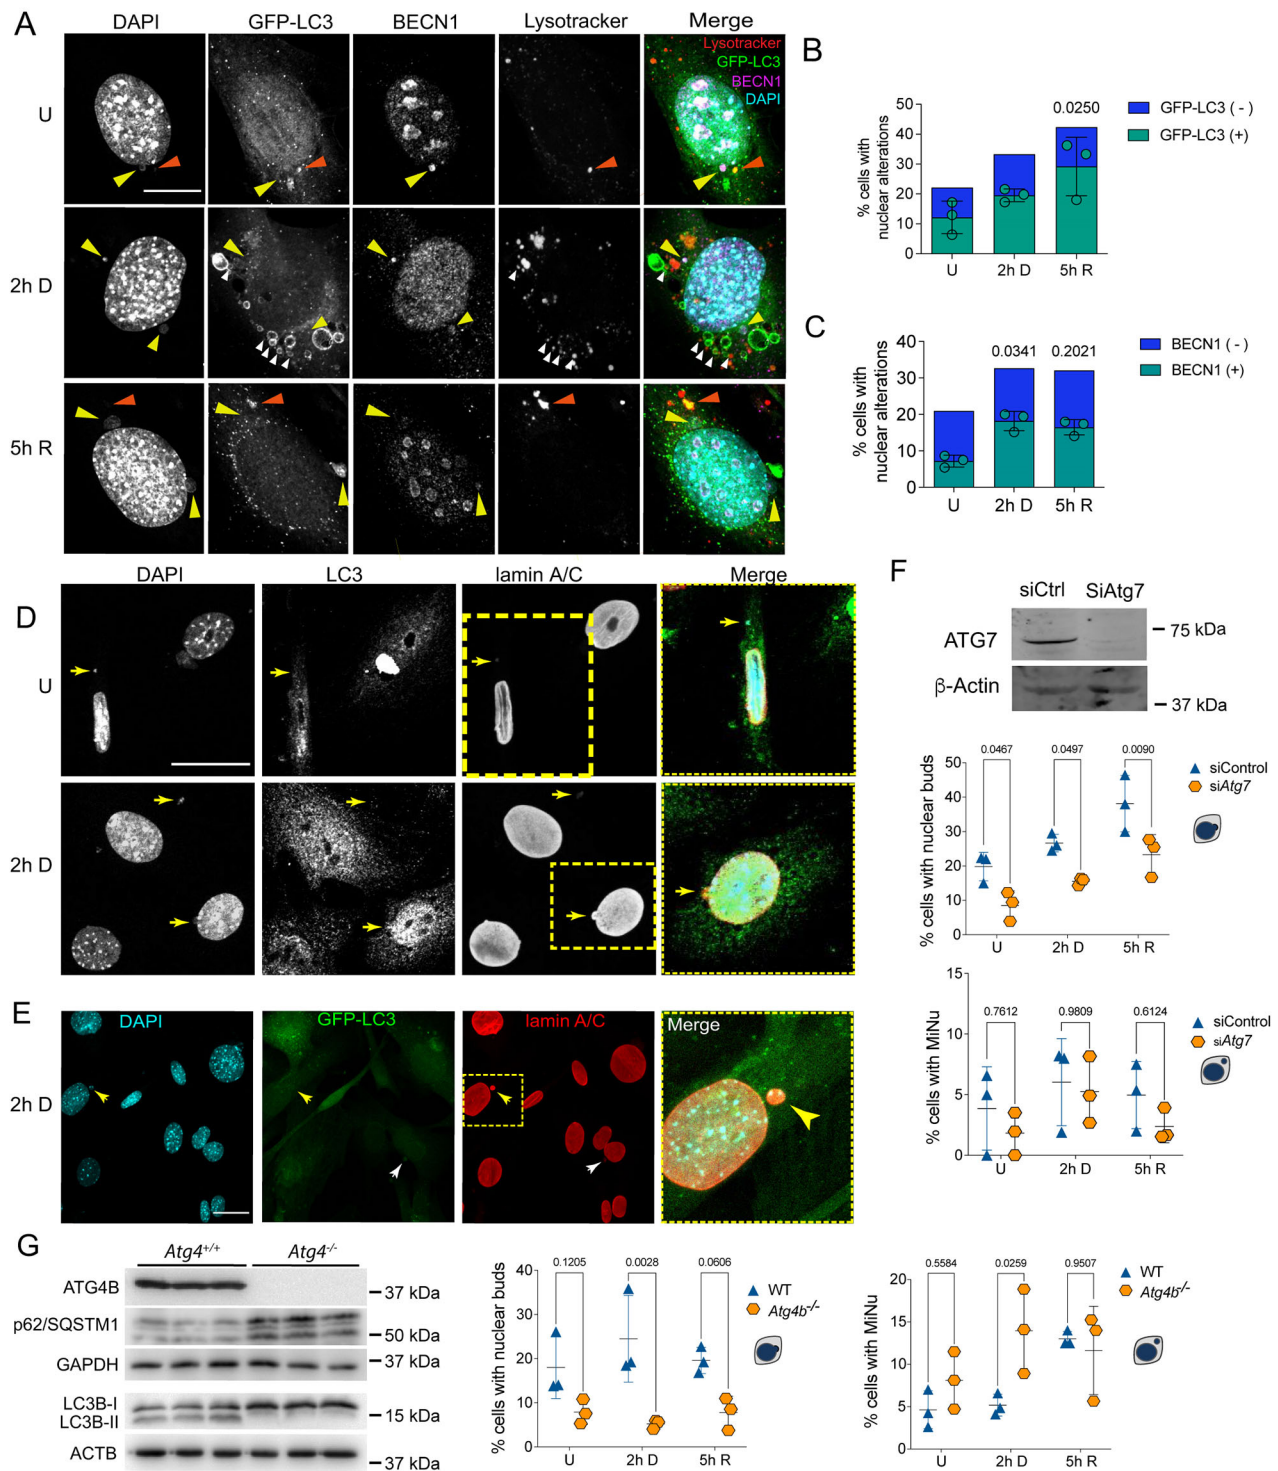 A
DAPI GFP-LC3 BECN1 Lysotracker Merge
Lysotracker
GFP-LC3
BECN1
DAPI
U
2h D
5h R
B
0.0250
GFP-LC3 (-)
GFP-LC3 (+)
% cells with
nuclear alterations
50
40
30
20
10
0
U 2h D 5h R
C
BECN1 (-)
BECN1 (+)
0.0341 0.2021
% cells with
nuclear alterations
40
30
20
10
0
U 2h D 5h R
D
DAPI LC3 lamin A/C Merge
U
2h D
E
DAPI GFP-LC3 lamin A/C Merge
2h D
F
siCtrl SiAtg7
ATG7
75 kDa
β-Actin
37 kDa
0.0467 0.0497 0.0090
siControl
siAtg7
% cells with nuclear buds
50
40
30
20
10
0
U 2h D 5h R
0.7612 0.9809 0.6124
siControl
siAtg7
% cells with MiNu
15
10
5
0
U 2h D 5h R
G
Atg4+/+ Atg4-/-
ATG4B
37 kDa
p62/SQSTM1
50 kDa
GAPDH
37 kDa
LC3B-I
LC3B-II
15 kDa
ACTB
37 kDa
0.1205 0.0028 0.0606
WT
Atg4b-/-
% cells with nuclear buds
40
30
20
10
0
U 2h D 5h R
0.5584 0.0259 0.9507
WT
Atg4b-/-
% cells with MiNu
20
15
10
5
0
U 2h D 5h R